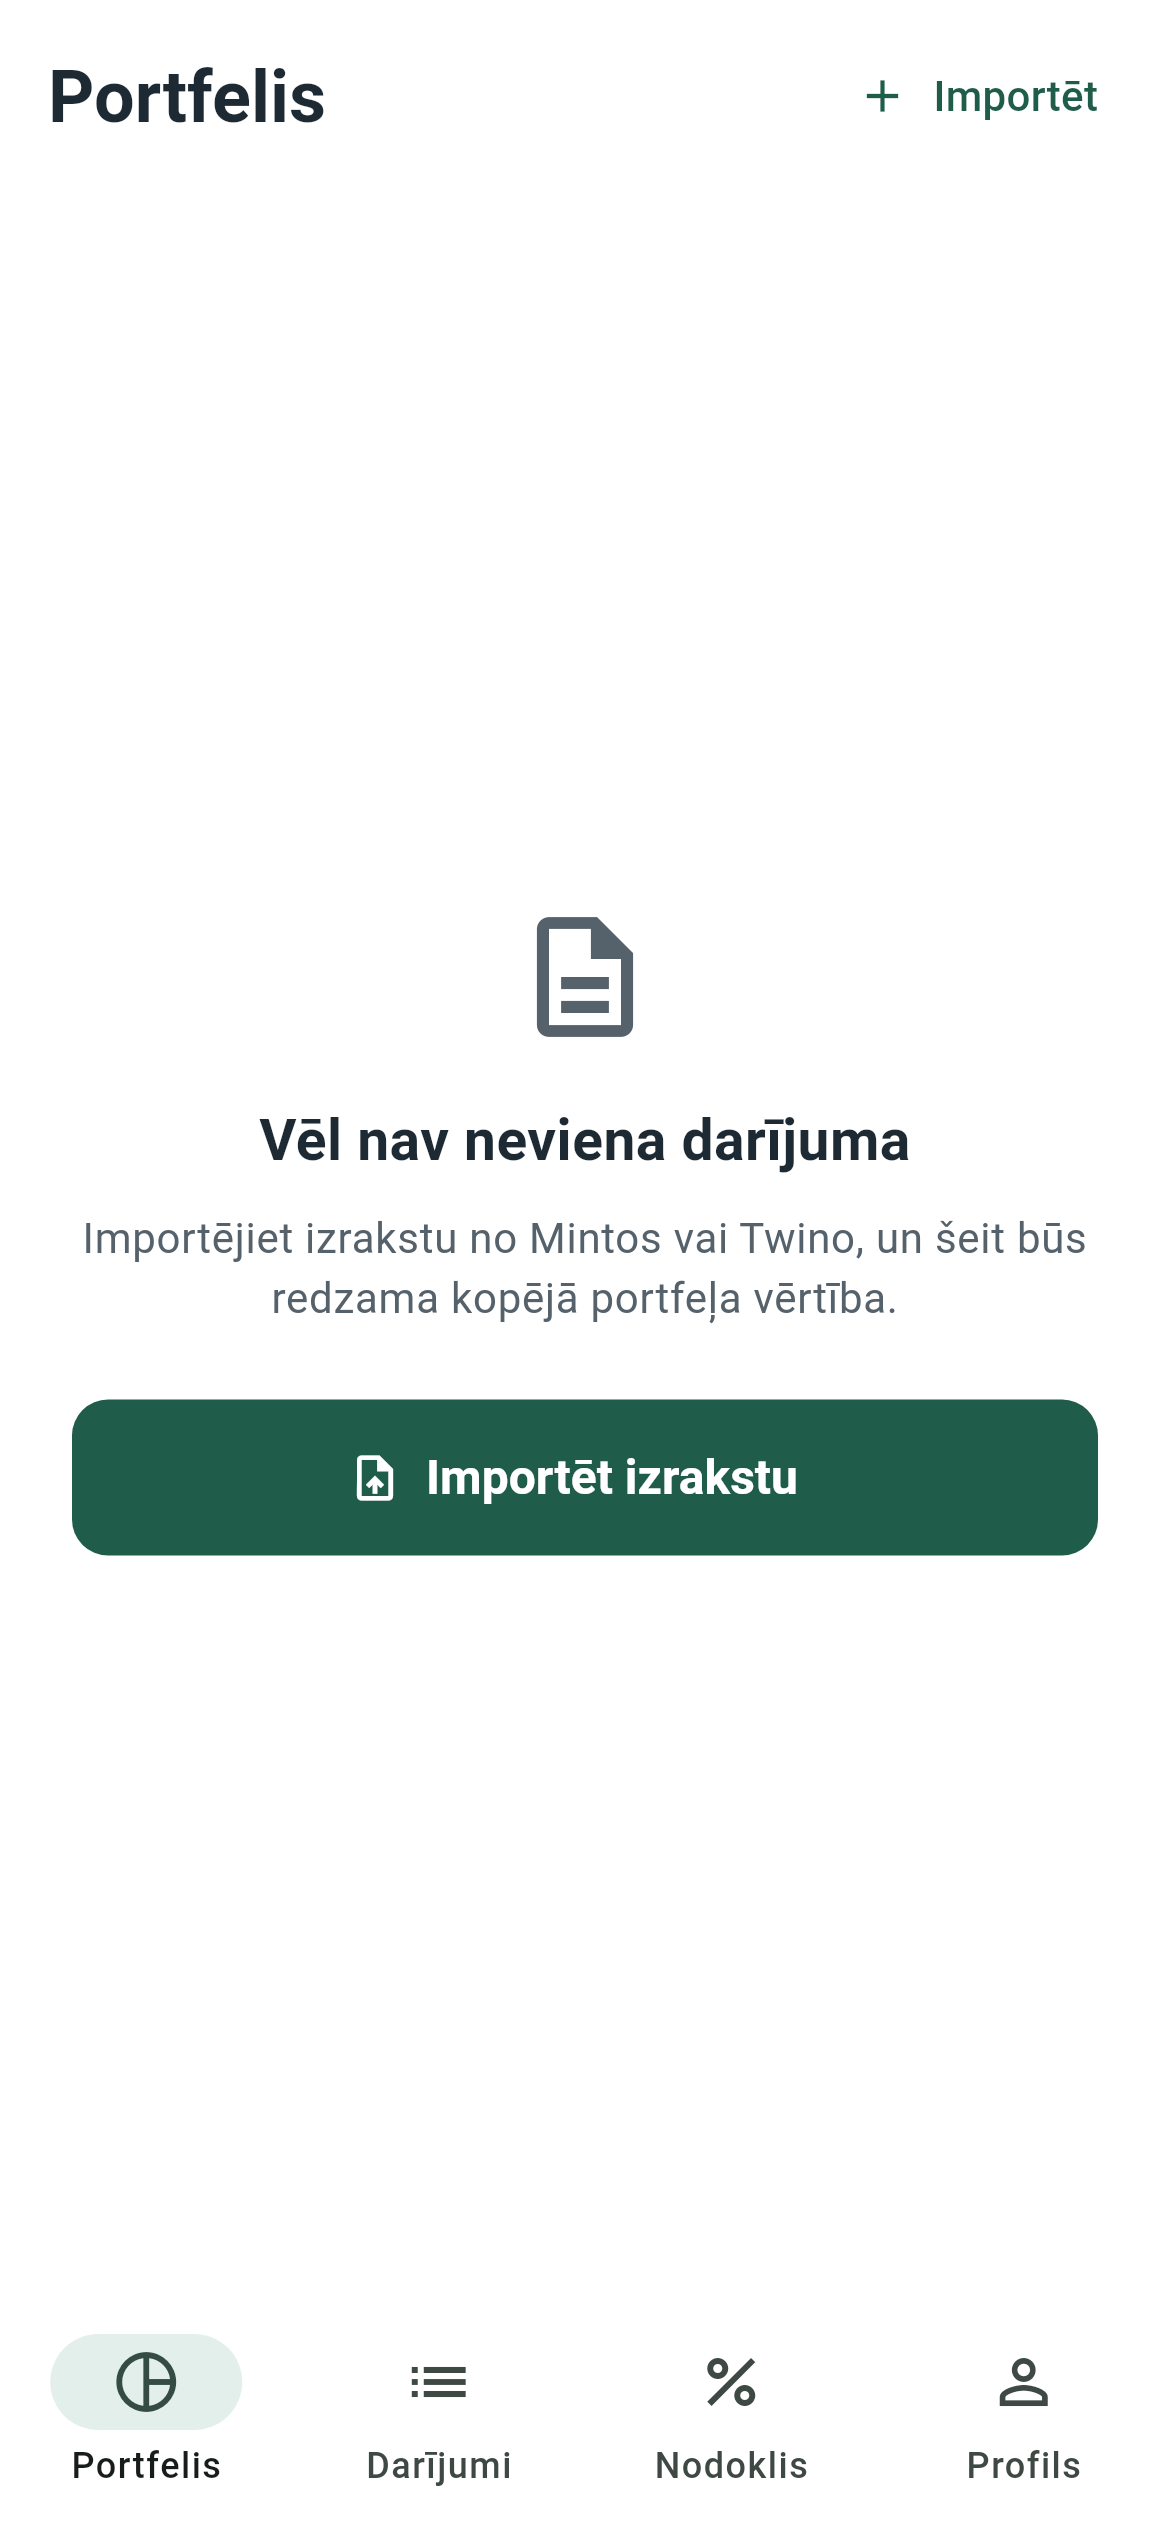 Portfelis
Importēt
Vēl nav neviena darījuma
Importējiet izrakstu no Mintos vai Twino, un šeit būs
redzama kopējā portfeļa vērtība.
Importēt izrakstu
Portfelis
Darījumi
Nodoklis
Profils